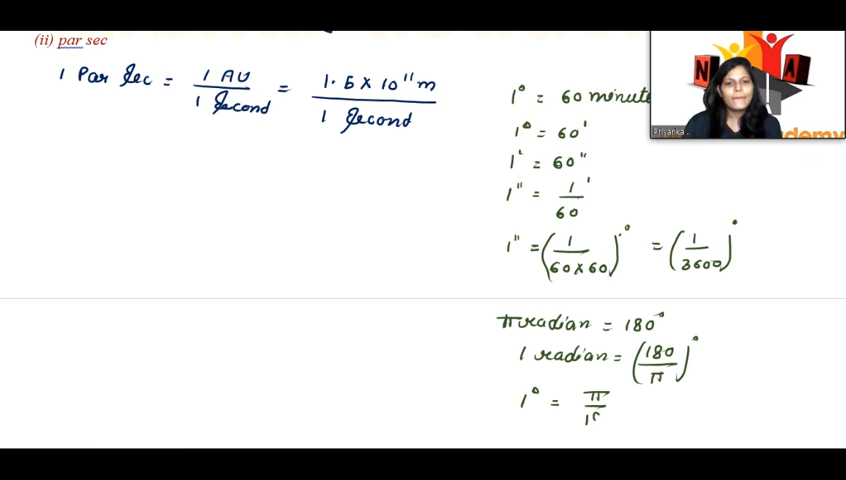 (ii) par sec
1 Par Sec = 1 AU / 1 Second = 1.5 × 10¹¹ m / 1 Second
1° = 60 minute
1° = 60'
1' = 60"
1" = 1/60 '
1" = (1 / 60 × 60)° = (1/3600)°
π radian = 180°
1 radian = (180/π)°
1° = π/18
N A
Priyanka .
demy